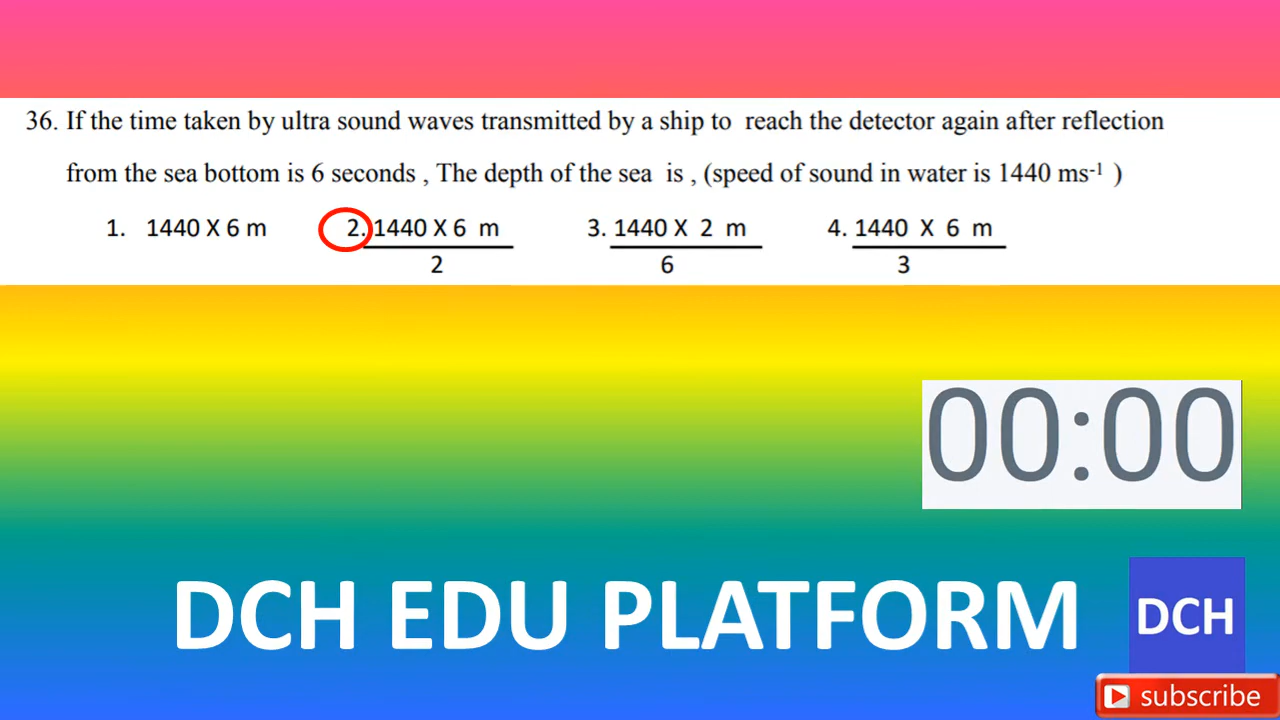 36. If the time taken by ultra sound waves transmitted by a ship to reach the detector again after reflection
from the sea bottom is 6 seconds , The depth of the sea is , (speed of sound in water is 1440 ms-1 )
1. 1440 X 6 m 2. 1440 X 6 m 3. 1440 X 2 m 4. 1440 X 6 m
2 6 3
00:00
DCH EDU PLATFORM
DCH
subscribe